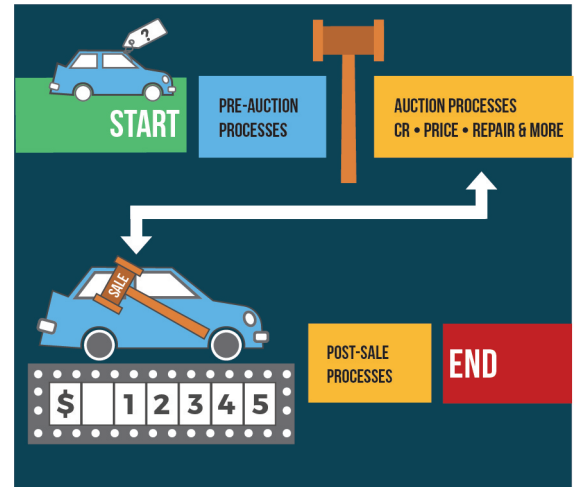 ?
START
PRE-AUCTION
PROCESSES
AUCTION PROCESSES
CR • PRICE • REPAIR & MORE
SALE
$ 12345
POST-SALE
PROCESSES
END